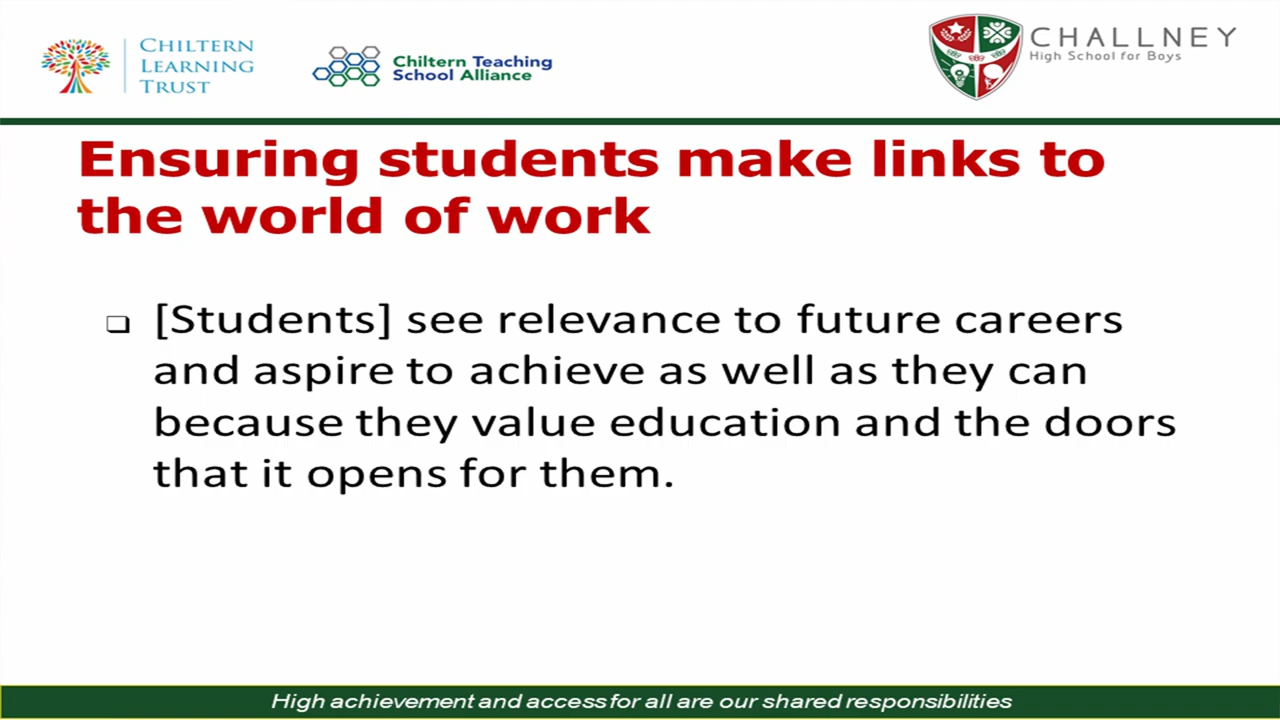 CHILTERN
LEARNING
TRUST
Chiltern Teaching
School Alliance
CHALLNEY
High School for Boys
Ensuring students make links to
the world of work
[Students] see relevance to future careers
and aspire to achieve as well as they can
because they value education and the doors
that it opens for them.
High achievement and access for all are our shared responsibilities